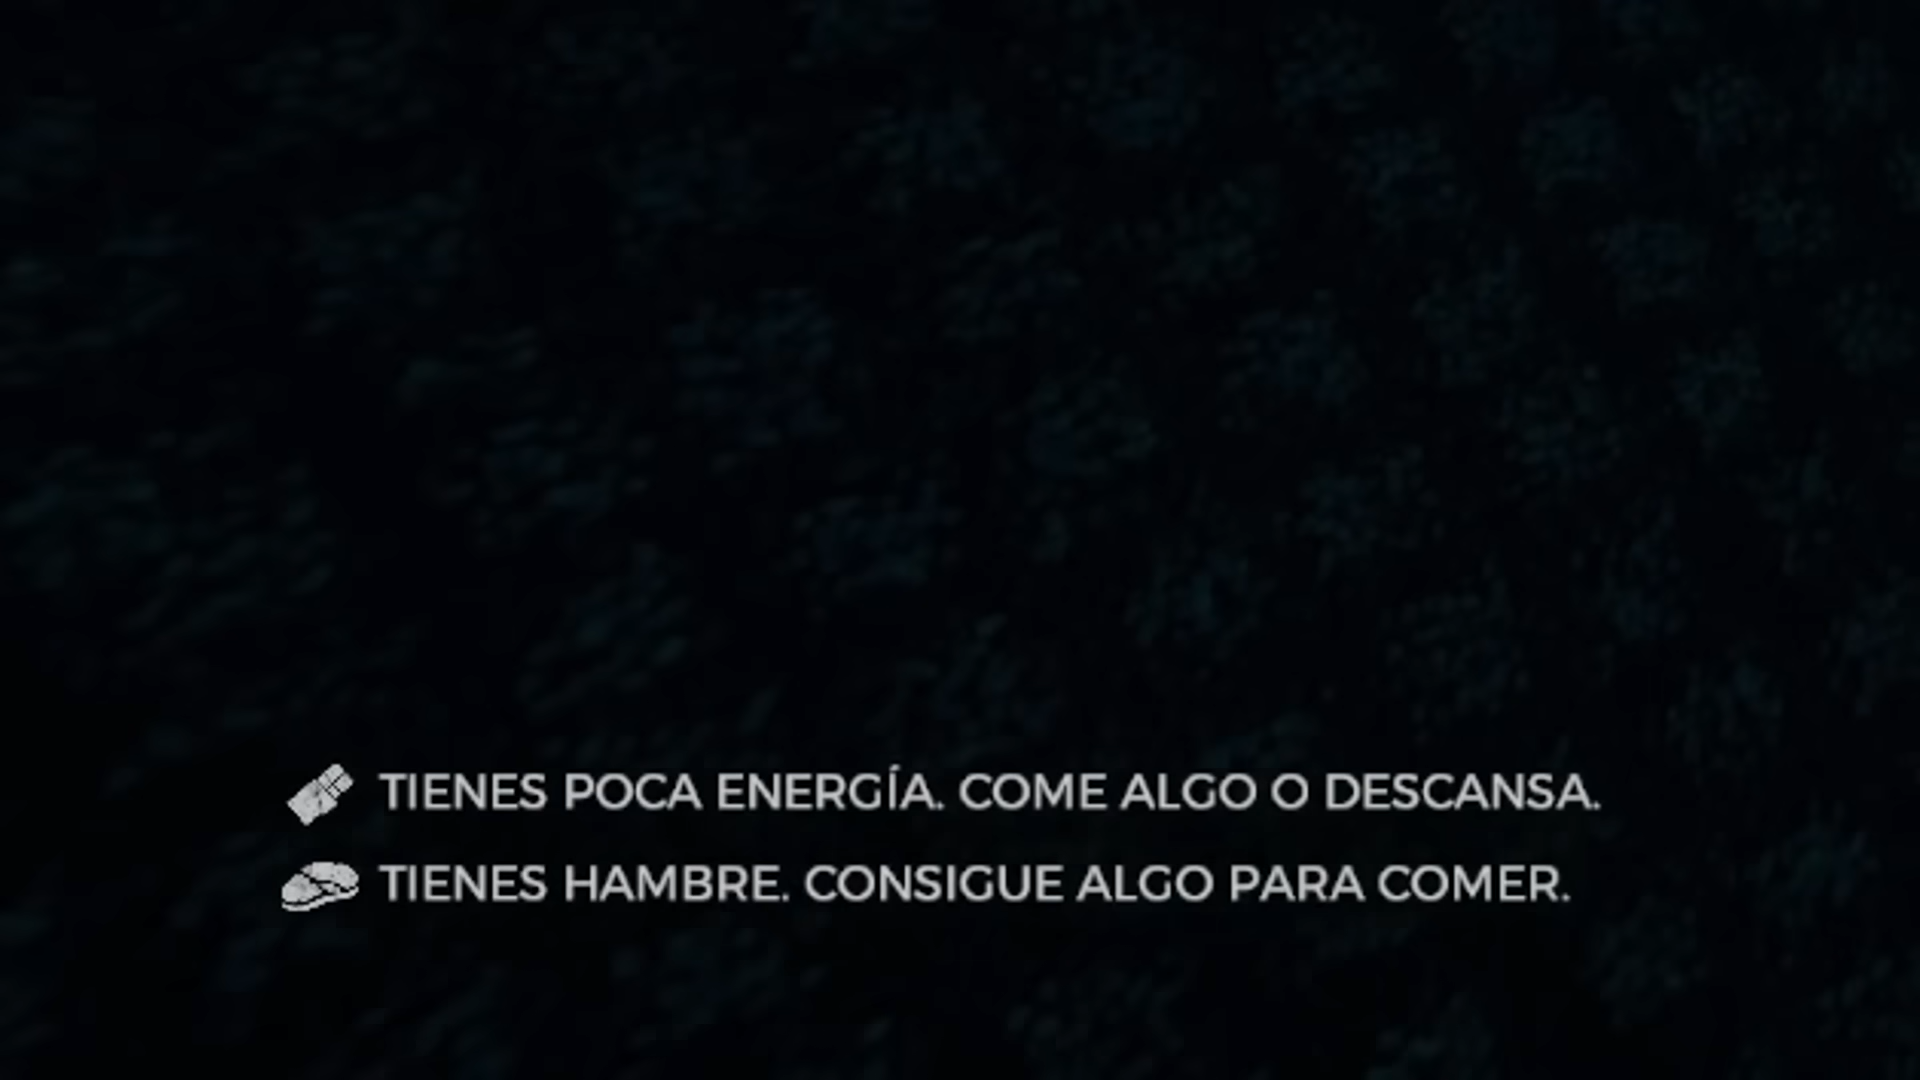 TIENES POCA ENERGÍA. COME ALGO O DESCANSA.
TIENES HAMBRE. CONSIGUE ALGO PARA COMER.